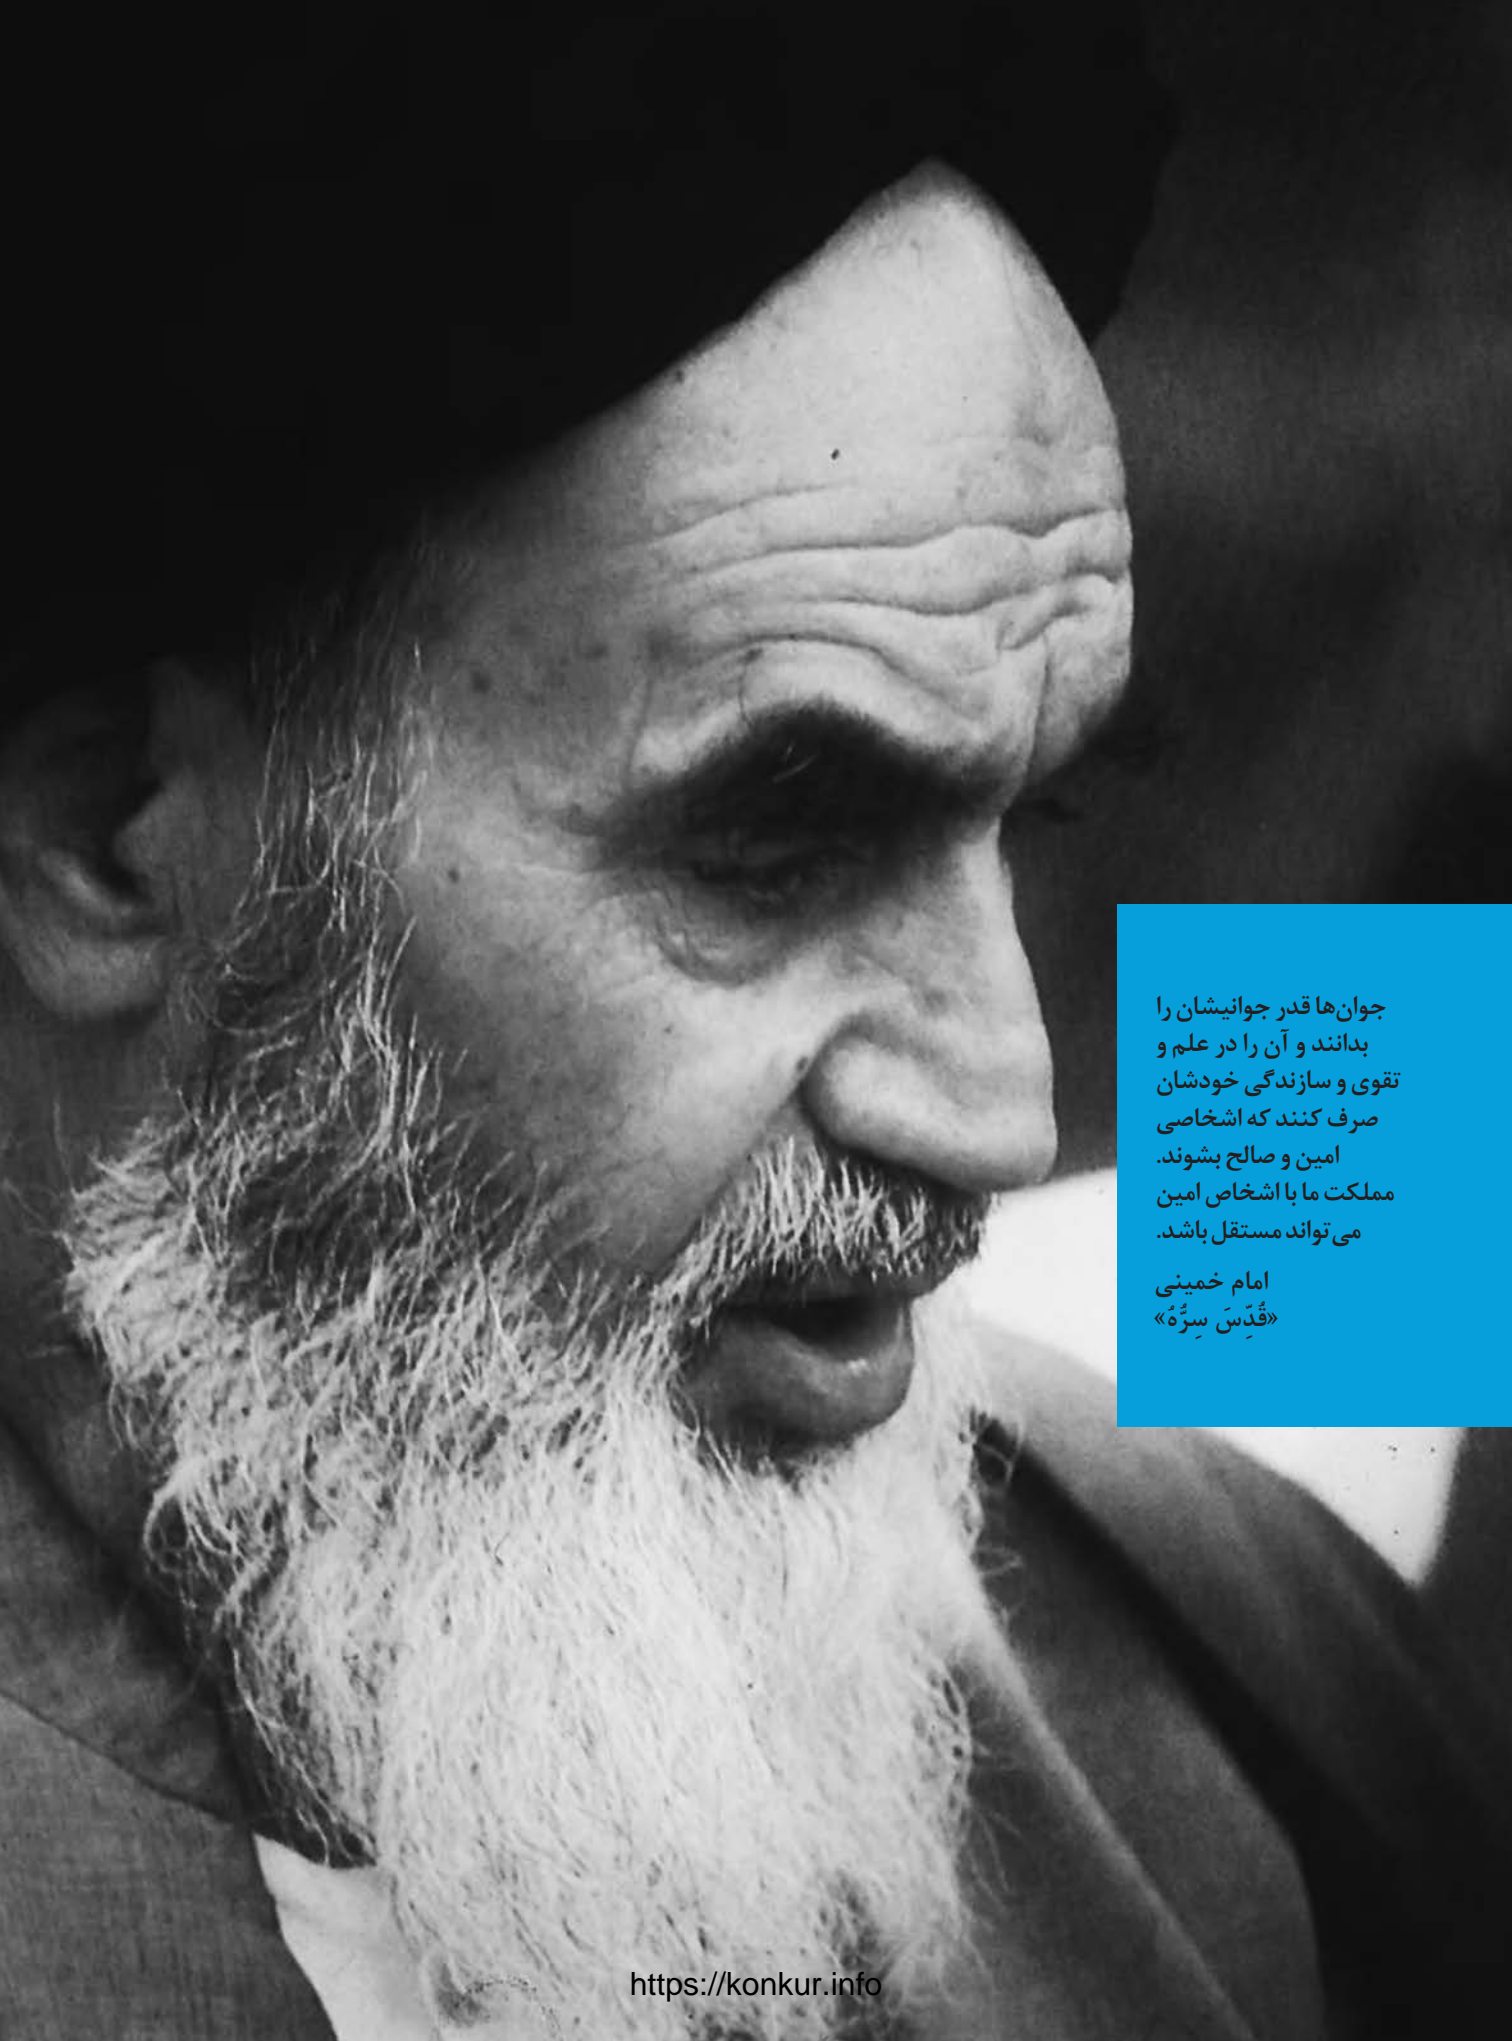 جوان‌ها قدر جوانیشان را
بدانند و آن را در علم و
تقوی و سازندگی خودشان
صرف کنند که اشخاصی
امین و صالح بشوند.
مملکت ما با اشخاص امین
می‌تواند مستقل باشد.
امام خمینی
«قُدِّسَ سِرُّهُ»
https://konkur.info